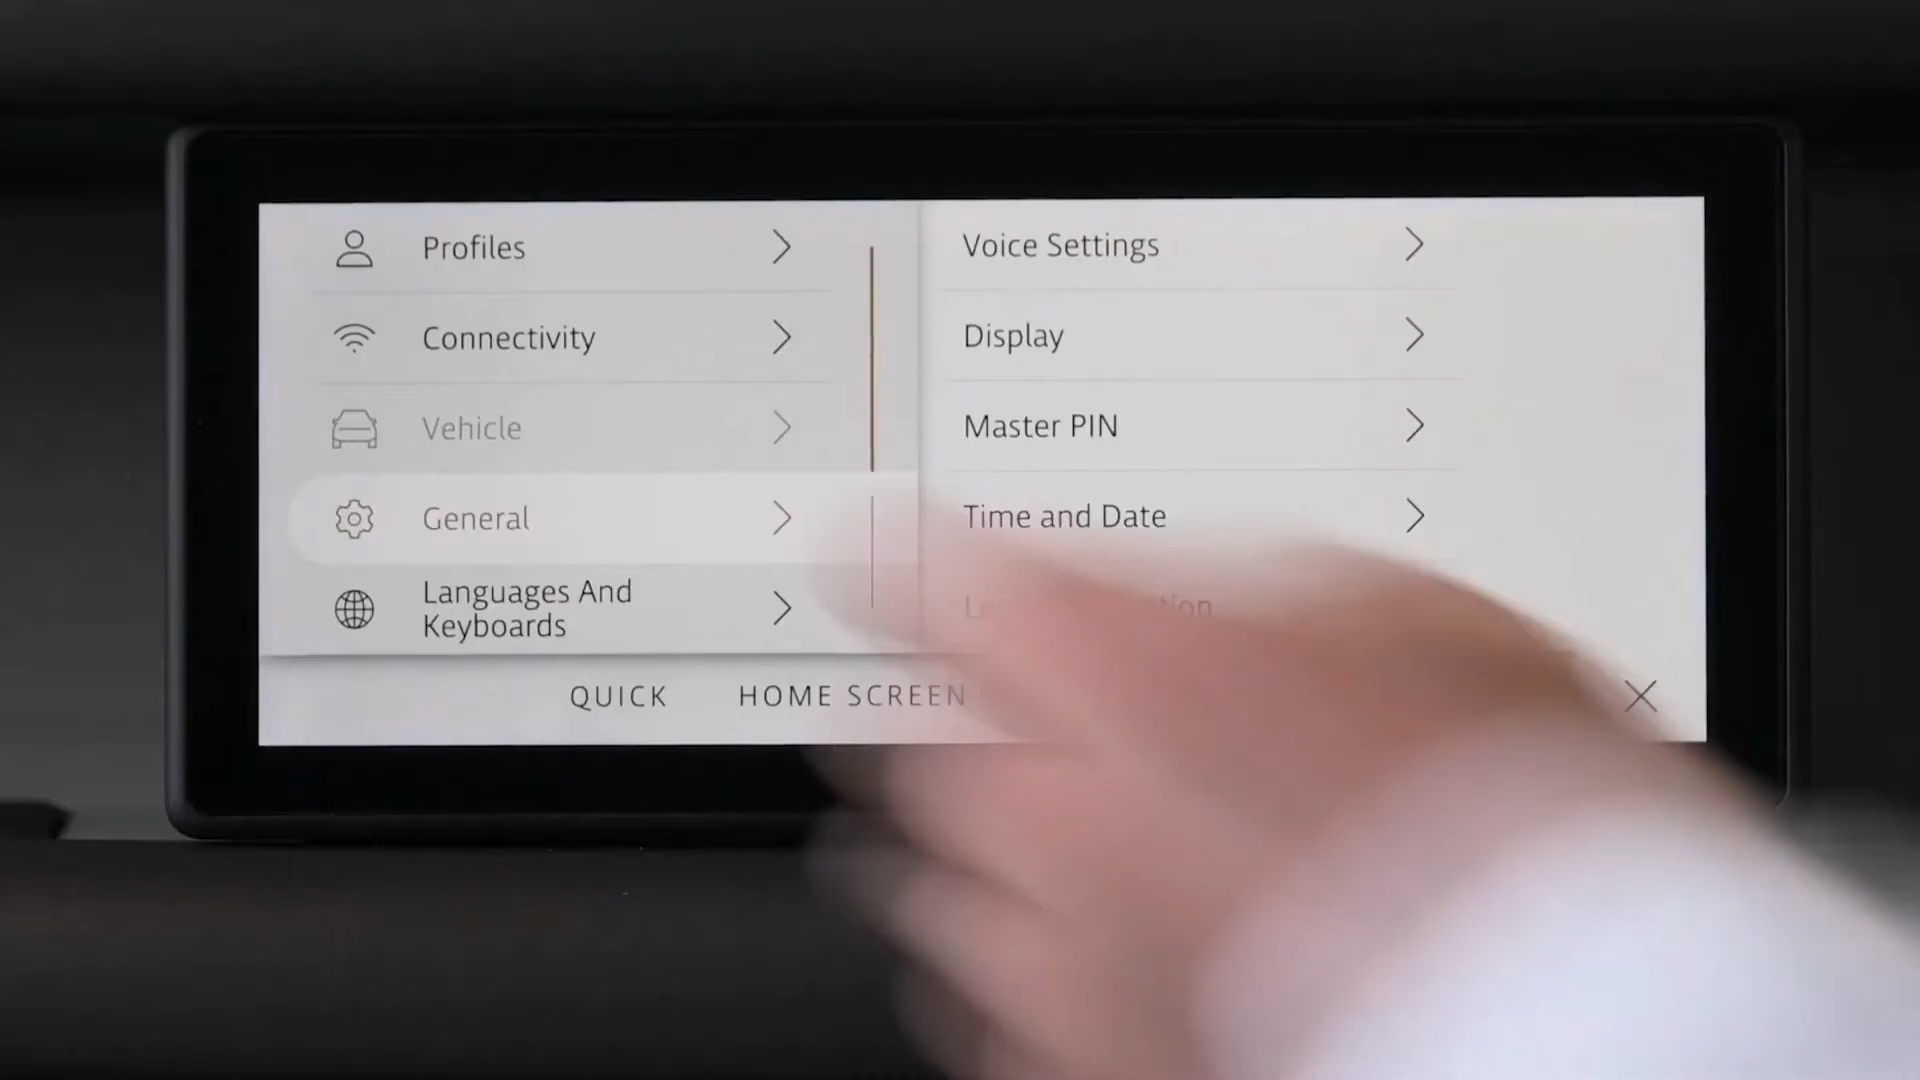 Profiles
Connectivity
Vehicle
General
Languages And
Keyboards
Voice Settings
Display
Master PIN
Time and Date
QUICK
HOME SCREEN